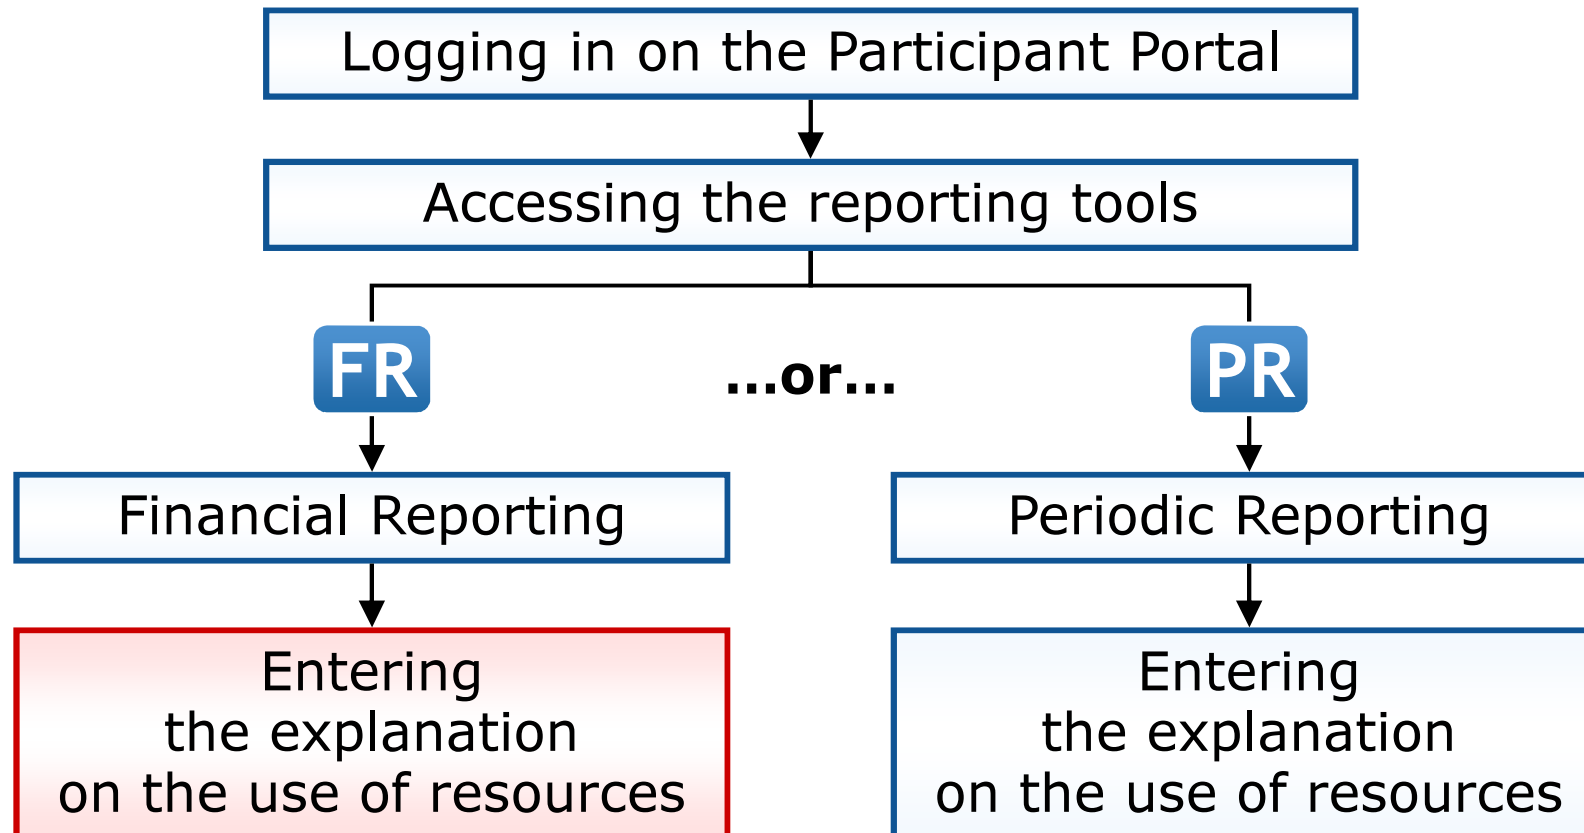 Logging in on the Participant Portal
Accessing the reporting tools
FR
...or...
PR
Financial Reporting
Periodic Reporting
Entering
the explanation
on the use of resources
Entering
the explanation
on the use of resources